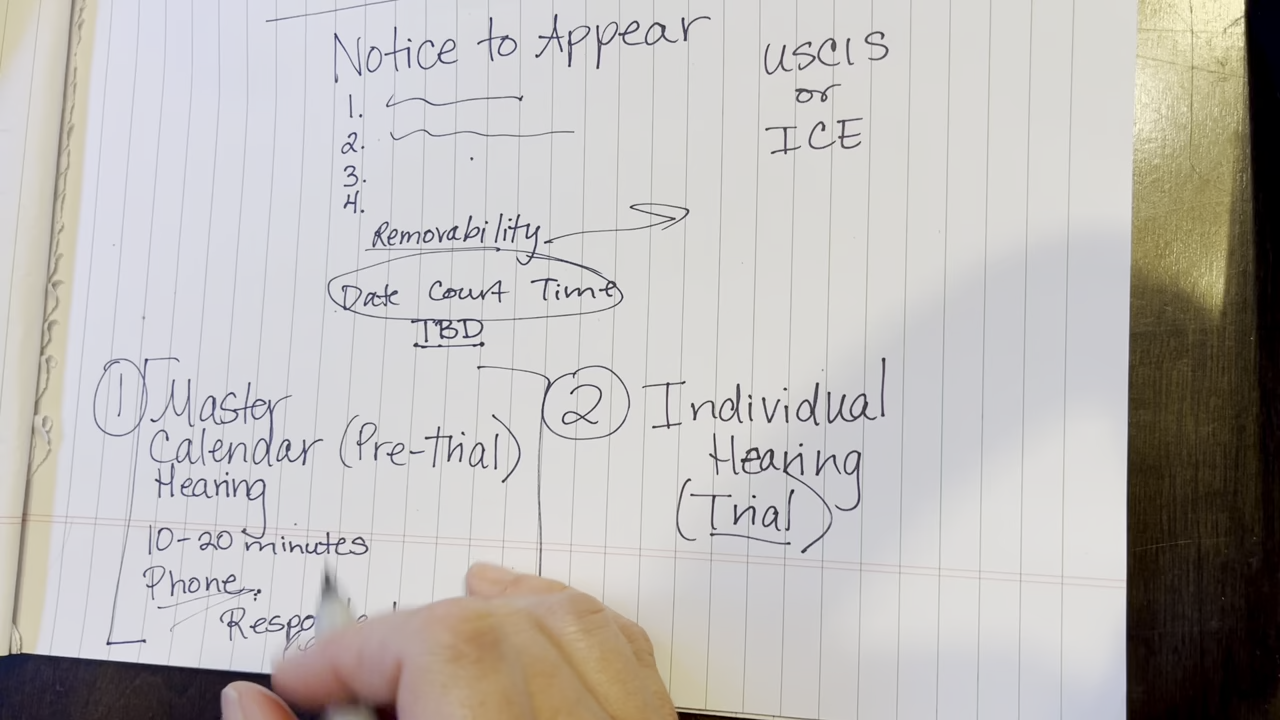 Notice to Appear
USCIS
or
ICE
1.
2.
3.
4.
Removability
Date Court Time
TBD
1 Master
Calendar (Pre-trial)
Hearing
10-20 minutes
Phone
2 Individual
Hearing
(Trial)